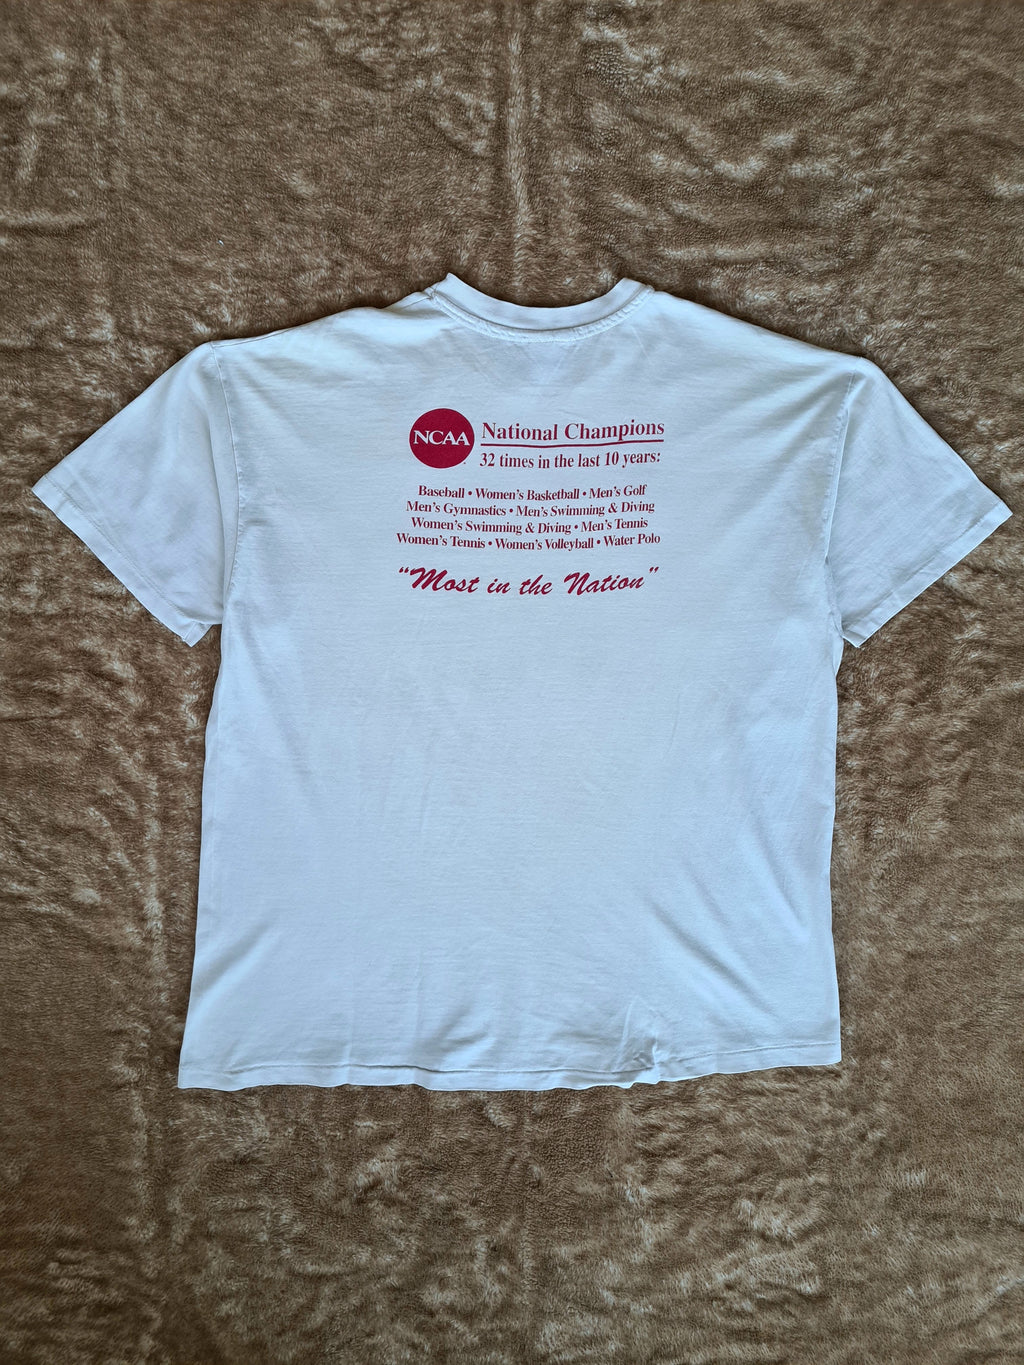 NCAA
National Champions
32 times in the last 10 years:
Baseball • Women's Basketball • Men's Golf
Men's Gymnastics • Men's Swimming & Diving
Women's Swimming & Diving • Men's Tennis
Women's Tennis • Women's Volleyball • Water Polo
"Most in the Nation"